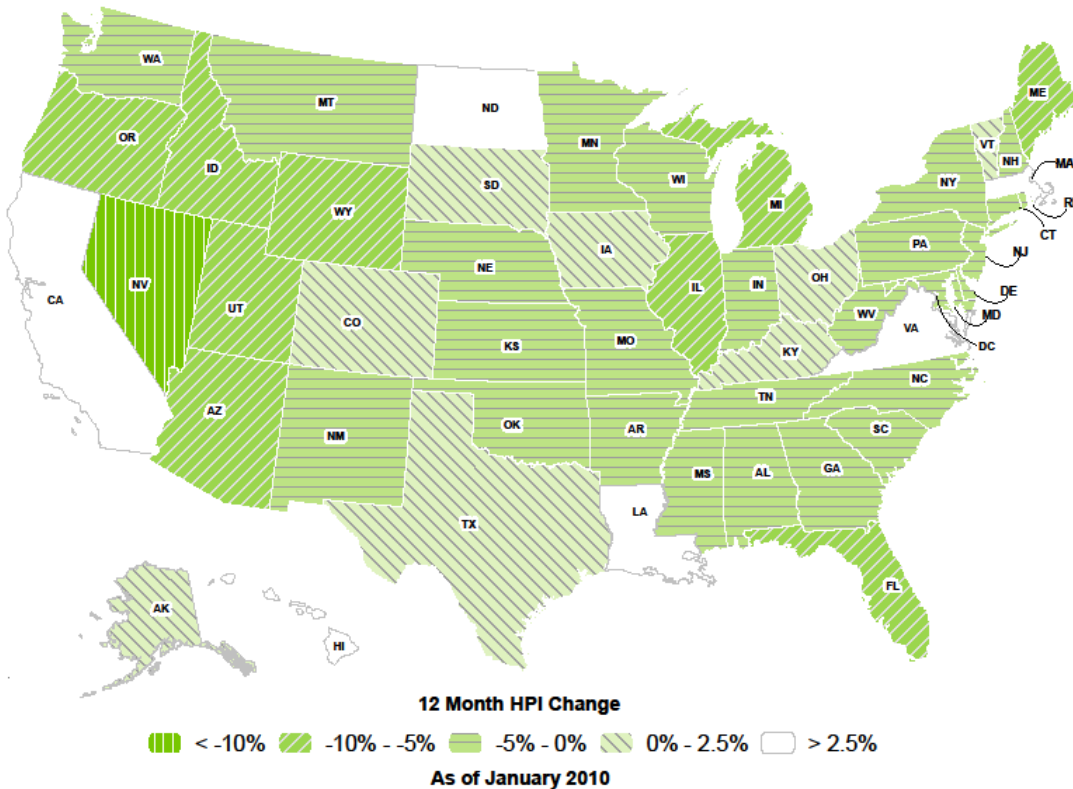 WA
MT
ND
ME
OR
MN
VT
ID
NH
MA
SD
WI
NY
WY
MI
R
CT
PA
IA
NJ
NE
OH
NV
IL
IN
DE
CA
UT
CO
WV
MD
VA
MO
KS
DC
KY
NC
TN
AZ
OK
AR
SC
NM
MS
AL
GA
LA
TX
FL
AK
HI
12 Month HPI Change
< -10% -10% - -5% -5% - 0% 0% - 2.5% > 2.5%
As of January 2010